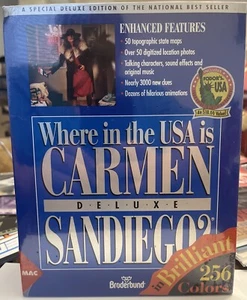 A SPECIAL DELUXE EDITION OF THE NATIONAL BEST SELLER
ENHANCED FEATURES
• 50 topographic state maps
• Over 50 digitized location photos
• Talking characters, sound effects and
original music
• Nearly 3000 new clues
• Dozens of hilarious animations
FODOR'S
USA
Where in the USA is
CARMEN
DELUXE
SANDIEGO?
MAC
Brøderbund
in Brilliant
256
Colors